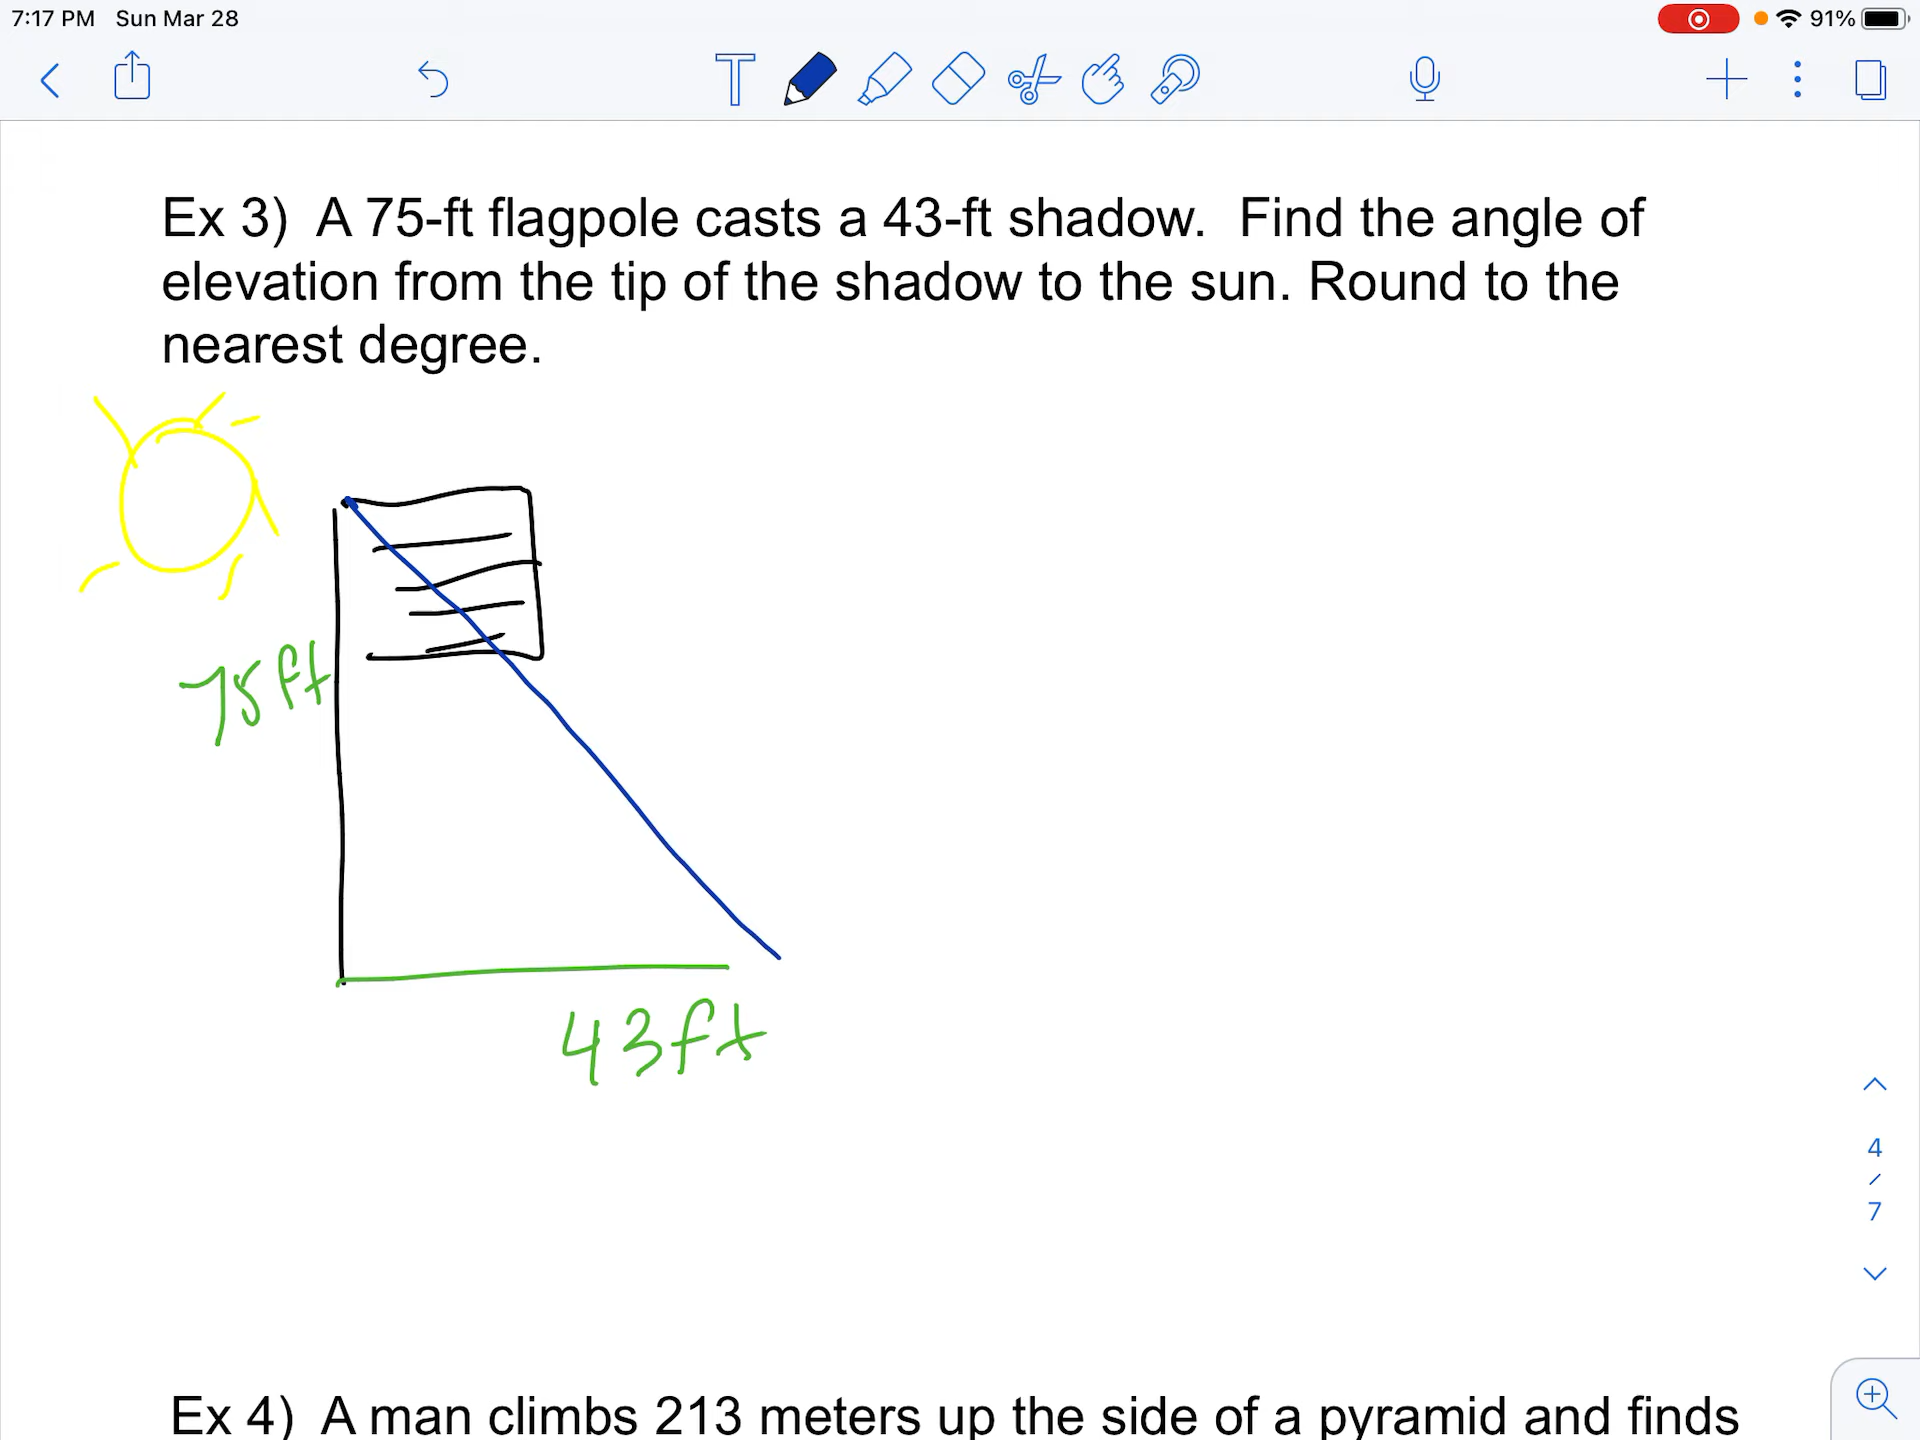 7:17 PM Sun Mar 28
91%
T
Ex 3) A 75-ft flagpole casts a 43-ft shadow. Find the angle of
elevation from the tip of the shadow to the sun. Round to the
nearest degree.
75ft
43ft
4
/
7
Ex 4) A man climbs 213 meters up the side of a pyramid and finds